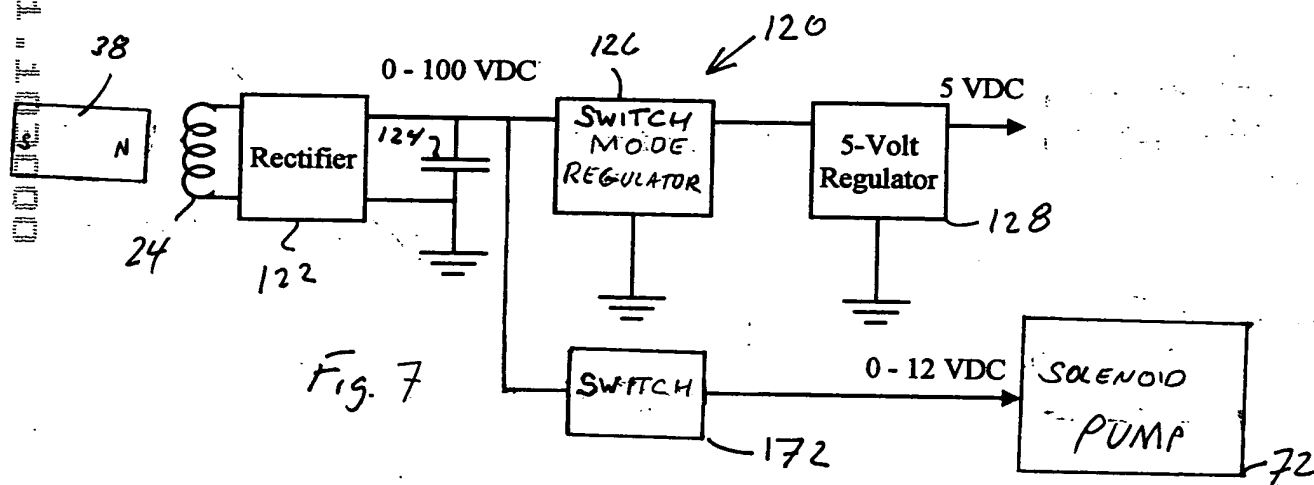 38
S N
24
Rectifier
122
0 - 100 VDC
124
126
SWITCH
MODE
REGULATOR
120
5-Volt
Regulator
128
5 VDC
Fig. 7
SWITCH
172
0 - 12 VDC
SOLENOID
PUMP
72